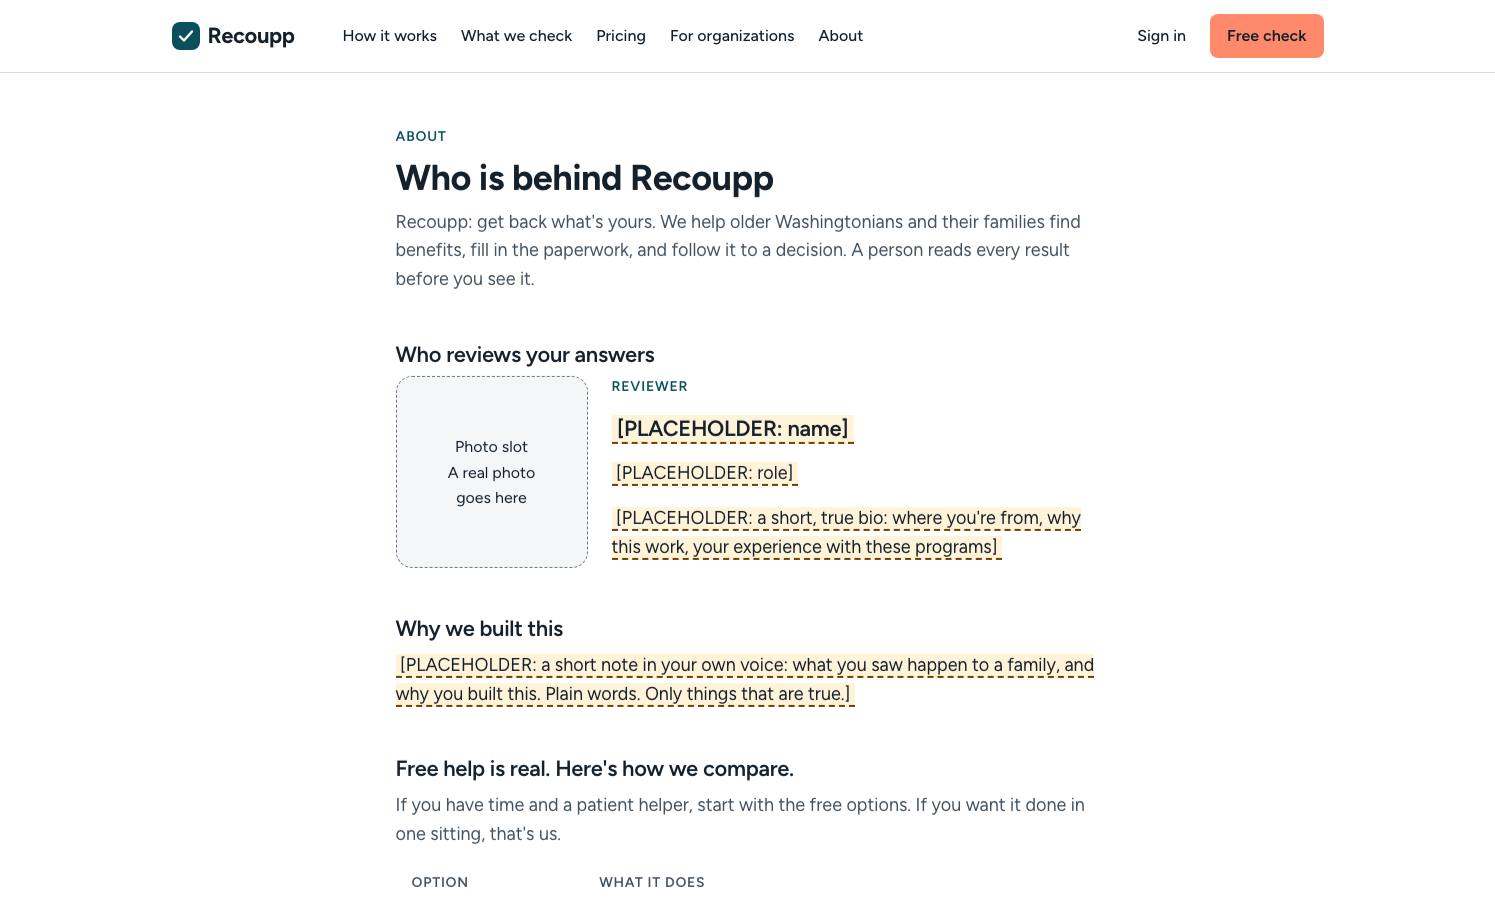 Recoupp
How it works
What we check
Pricing
For organizations
About
Sign in
Free check
ABOUT
Who is behind Recoupp
Recoupp: get back what's yours. We help older Washingtonians and their families find
benefits, fill in the paperwork, and follow it to a decision. A person reads every result
before you see it.
Who reviews your answers
Photo slot
A real photo
goes here
REVIEWER
[PLACEHOLDER: name]
[PLACEHOLDER: role]
[PLACEHOLDER: a short, true bio: where you're from, why
this work, your experience with these programs]
Why we built this
[PLACEHOLDER: a short note in your own voice: what you saw happen to a family, and
why you built this. Plain words. Only things that are true.]
Free help is real. Here's how we compare.
If you have time and a patient helper, start with the free options. If you want it done in
one sitting, that's us.
OPTION
WHAT IT DOES